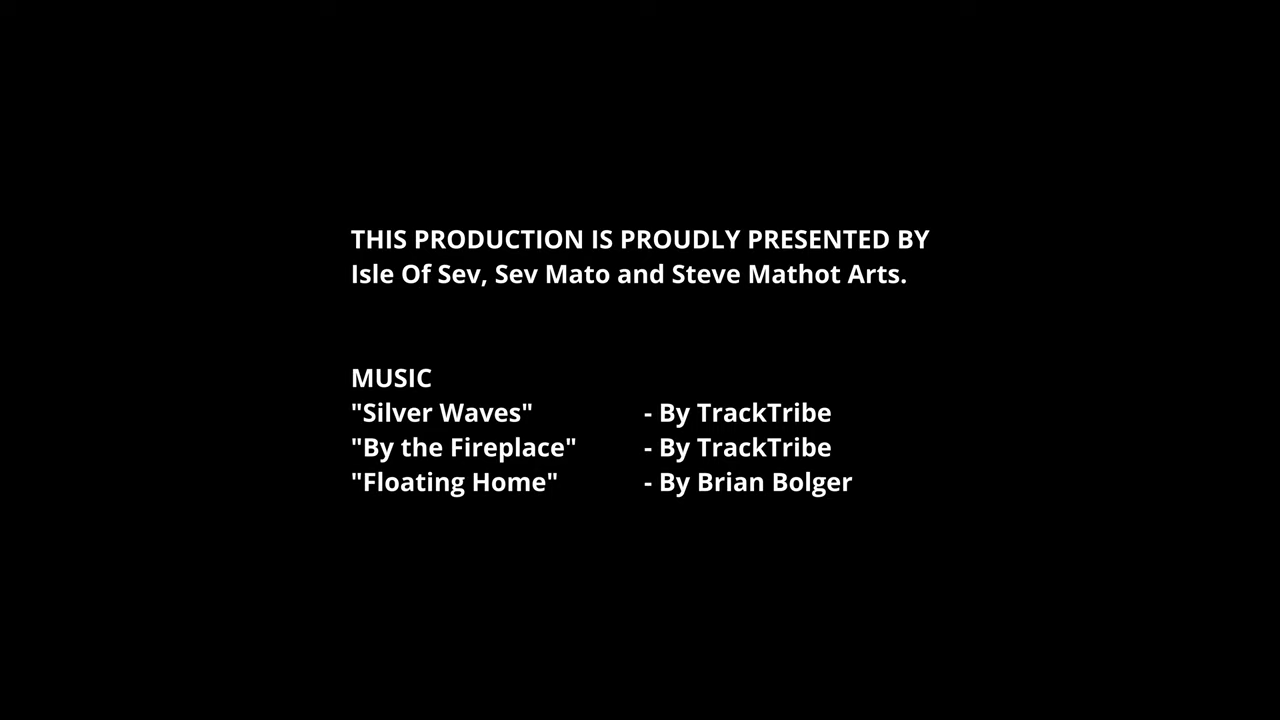 THIS PRODUCTION IS PROUDLY PRESENTED BY
Isle Of Sev, Sev Mato and Steve Mathot Arts.
MUSIC
"Silver Waves" - By TrackTribe
"By the Fireplace" - By TrackTribe
"Floating Home" - By Brian Bolger